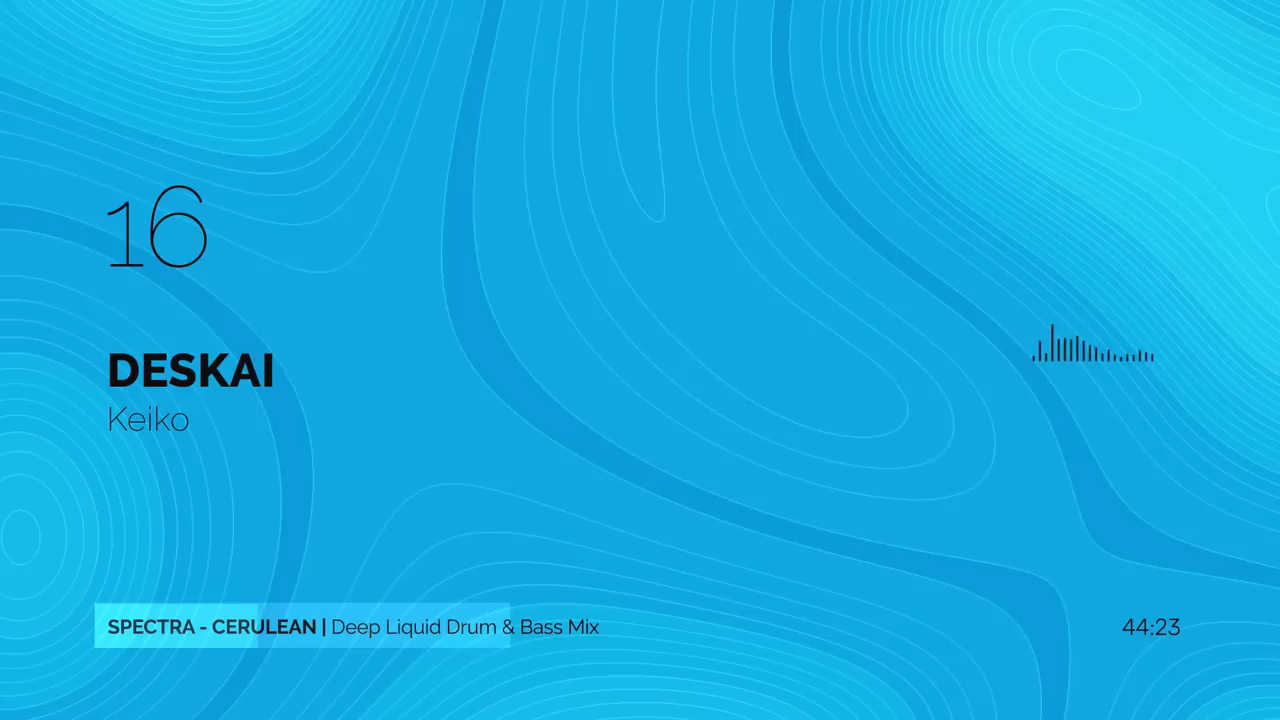 16
DESKAI
Keiko
SPECTRA - CERULEAN | Deep Liquid Drum & Bass Mix
44:23